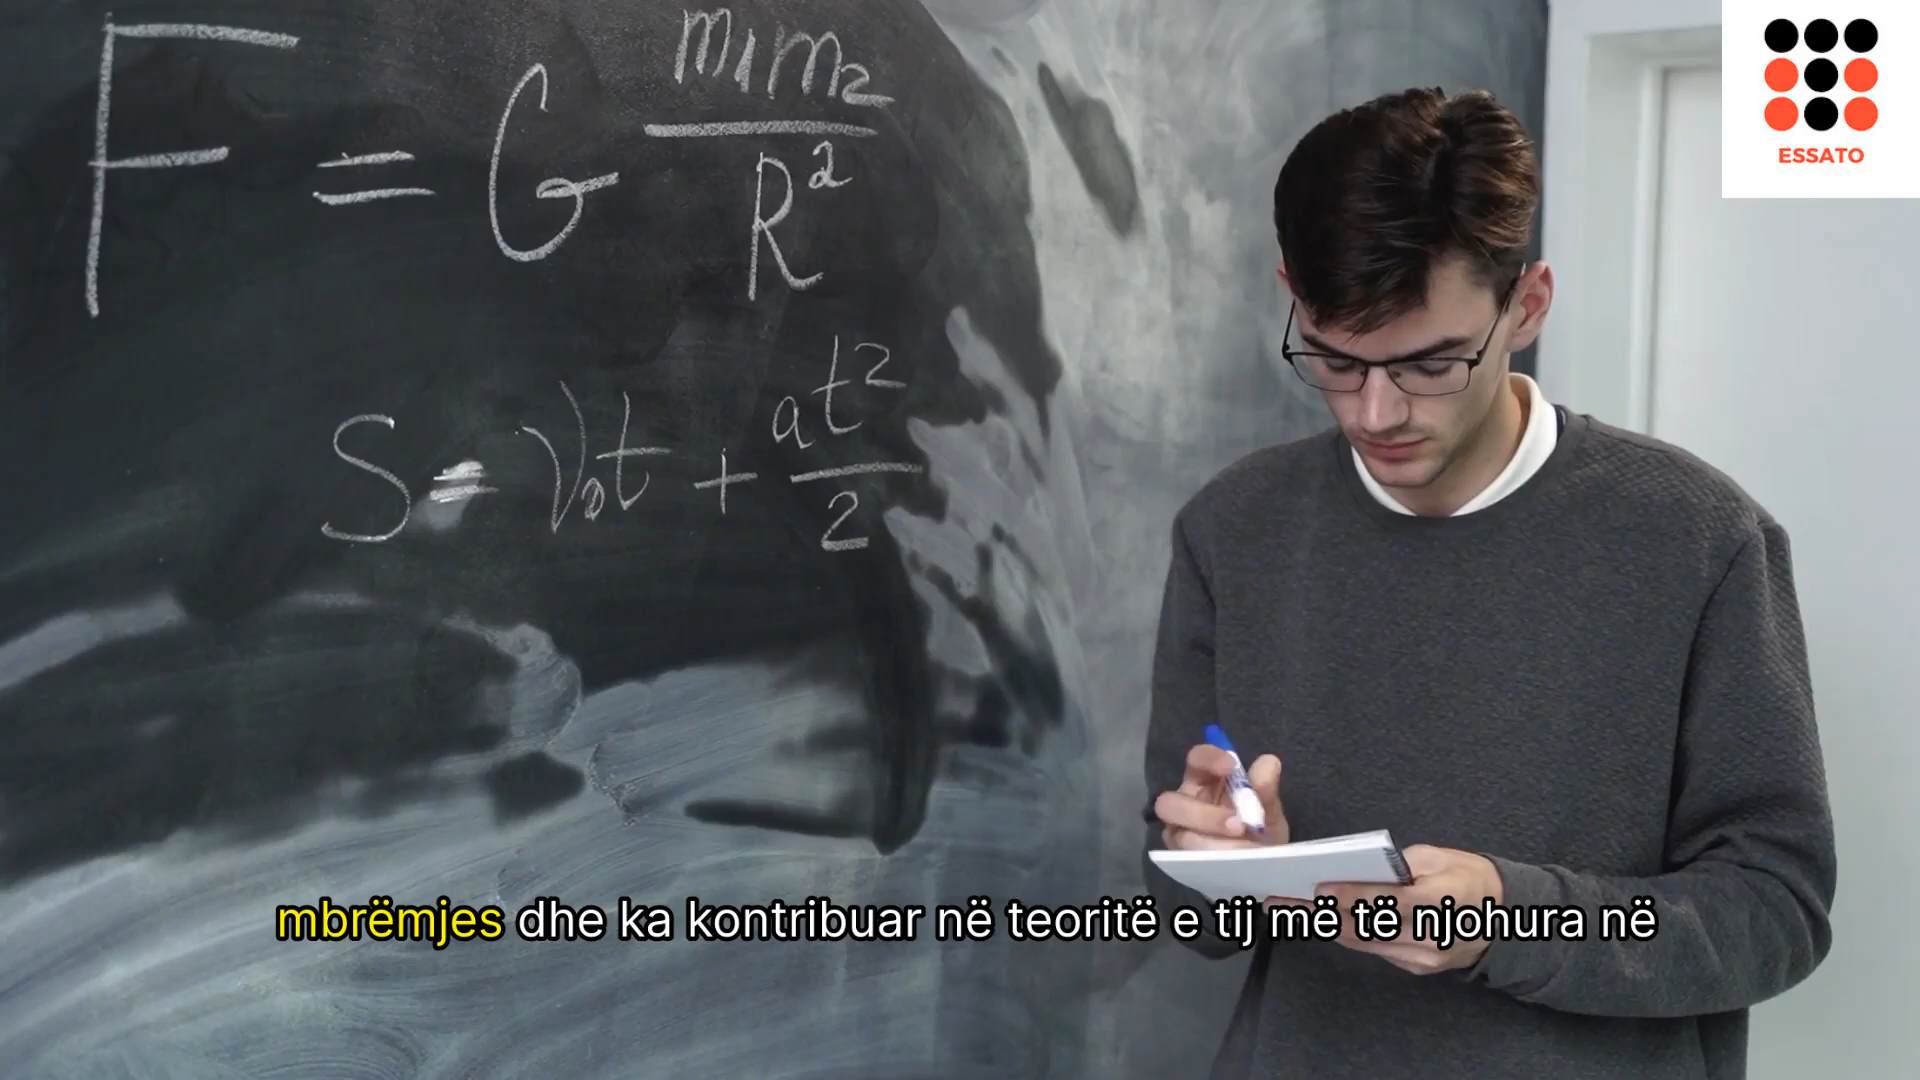 F = G m₁m₂ / R²
S = V₀t + at² / 2
ESSATO
mbrëmjes dhe ka kontribuar në teoritë e tij më të njohura në